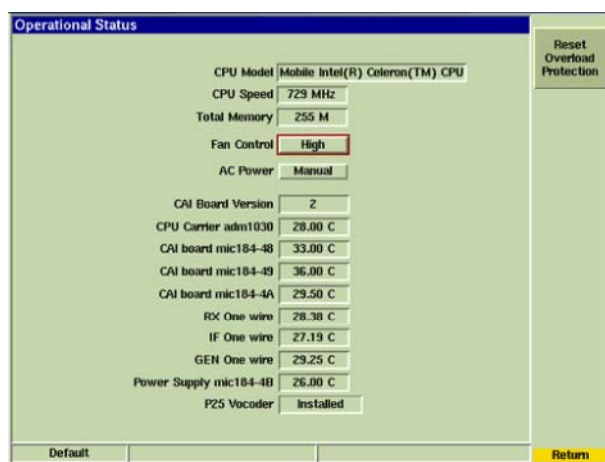 Operational Status
Reset
Overload
Protection
CPU Model Mobile Intel(R) Celeron(TM) CPU
CPU Speed 729 MHz
Total Memory 255 M
Fan Control High
AC Power Manual
CAI Board Version 2
CPU Carrier adm1030 28.00 C
CAI board mic184-48 33.00 C
CAI board mic184-49 36.00 C
CAI board mic184-4A 29.50 C
RX One wire 28.38 C
IF One wire 27.19 C
GEN One wire 29.25 C
Power Supply mic184-4B 26.00 C
P25 Vocoder Installed
Default
Return